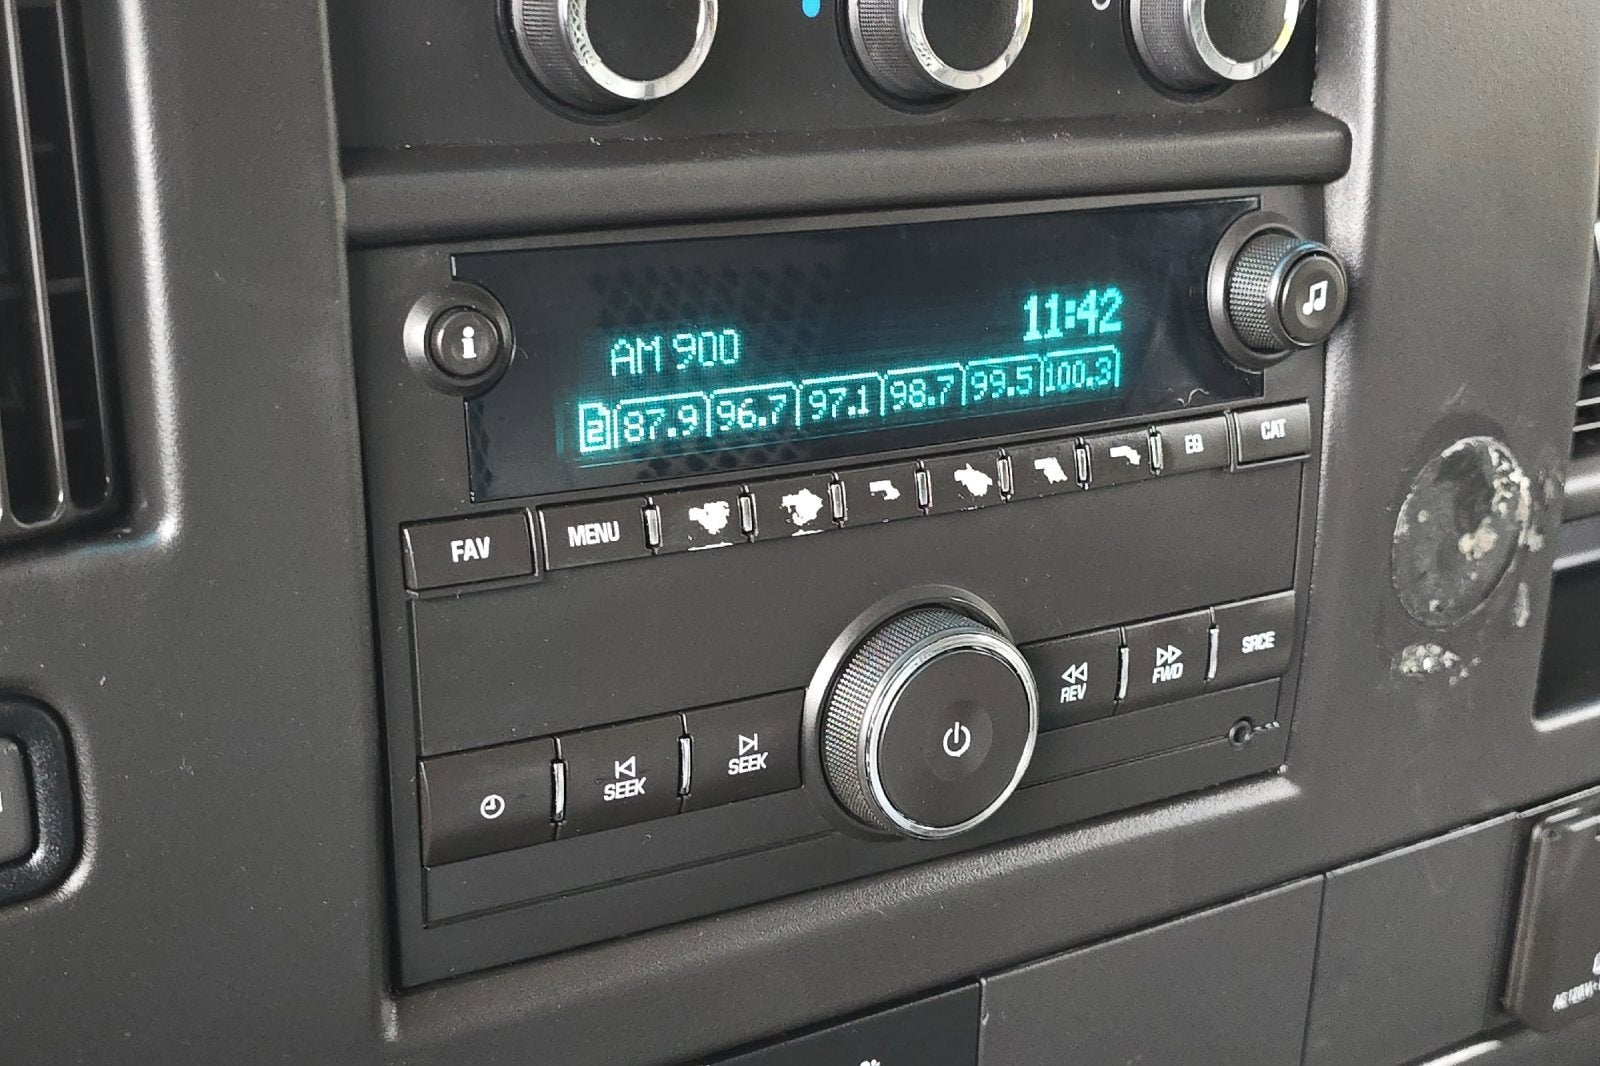 i
AM 900
11:42
2 87.9 96.7 97.1 98.7 99.5 100.3
FAV
MENU
EQ
CAT
SEEK
SEEK
REV
FWD
SRCE